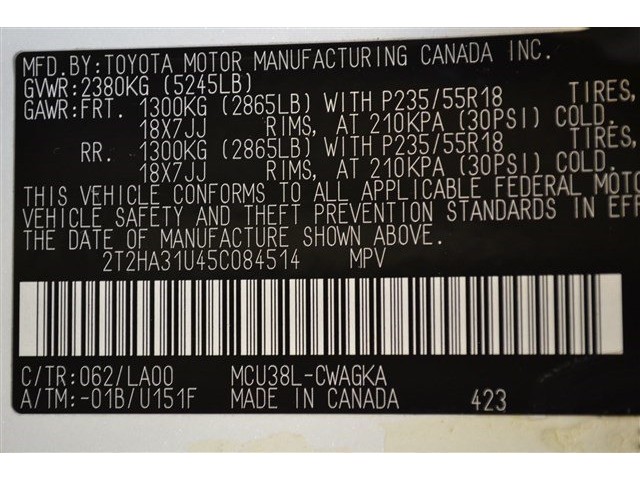 MFD.BY:TOYOTA MOTOR MANUFACTURING CANADA INC.
GVWR:2380KG (5245LB)
GAWR:FRT. 1300KG (2865LB) WITH P235/55R18 TIRES,
18X7JJ RIMS, AT 210KPA (30PSI) COLD.
RR. 1300KG (2865LB) WITH P235/55R18 TIRES,
18X7JJ RIMS, AT 210KPA (30PSI) COLD.
THIS VEHICLE CONFORMS TO ALL APPLICABLE FEDERAL MOTO
VEHICLE SAFETY AND THEFT PREVENTION STANDARDS IN EFF
THE DATE OF MANUFACTURE SHOWN ABOVE.
2T2HA31U45C084514 MPV
C/TR:062/LA00 MCU38L-CWAGKA
A/TM:-01B/U151F MADE IN CANADA 423